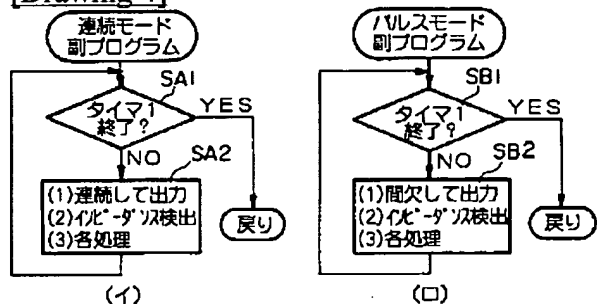 [Drawing 4]
連続モード
副プログラム
SA1
タイマ1
終了?
YES
NO
SA2
(1)連続して出力
(2)インピーダンス検出
(3)各処理
戻り
(イ)
パルスモード
副プログラム
SB1
タイマ1
終了?
YES
NO
SB2
(1)間欠して出力
(2)インピーダンス検出
(3)各処理
戻り
(ロ)